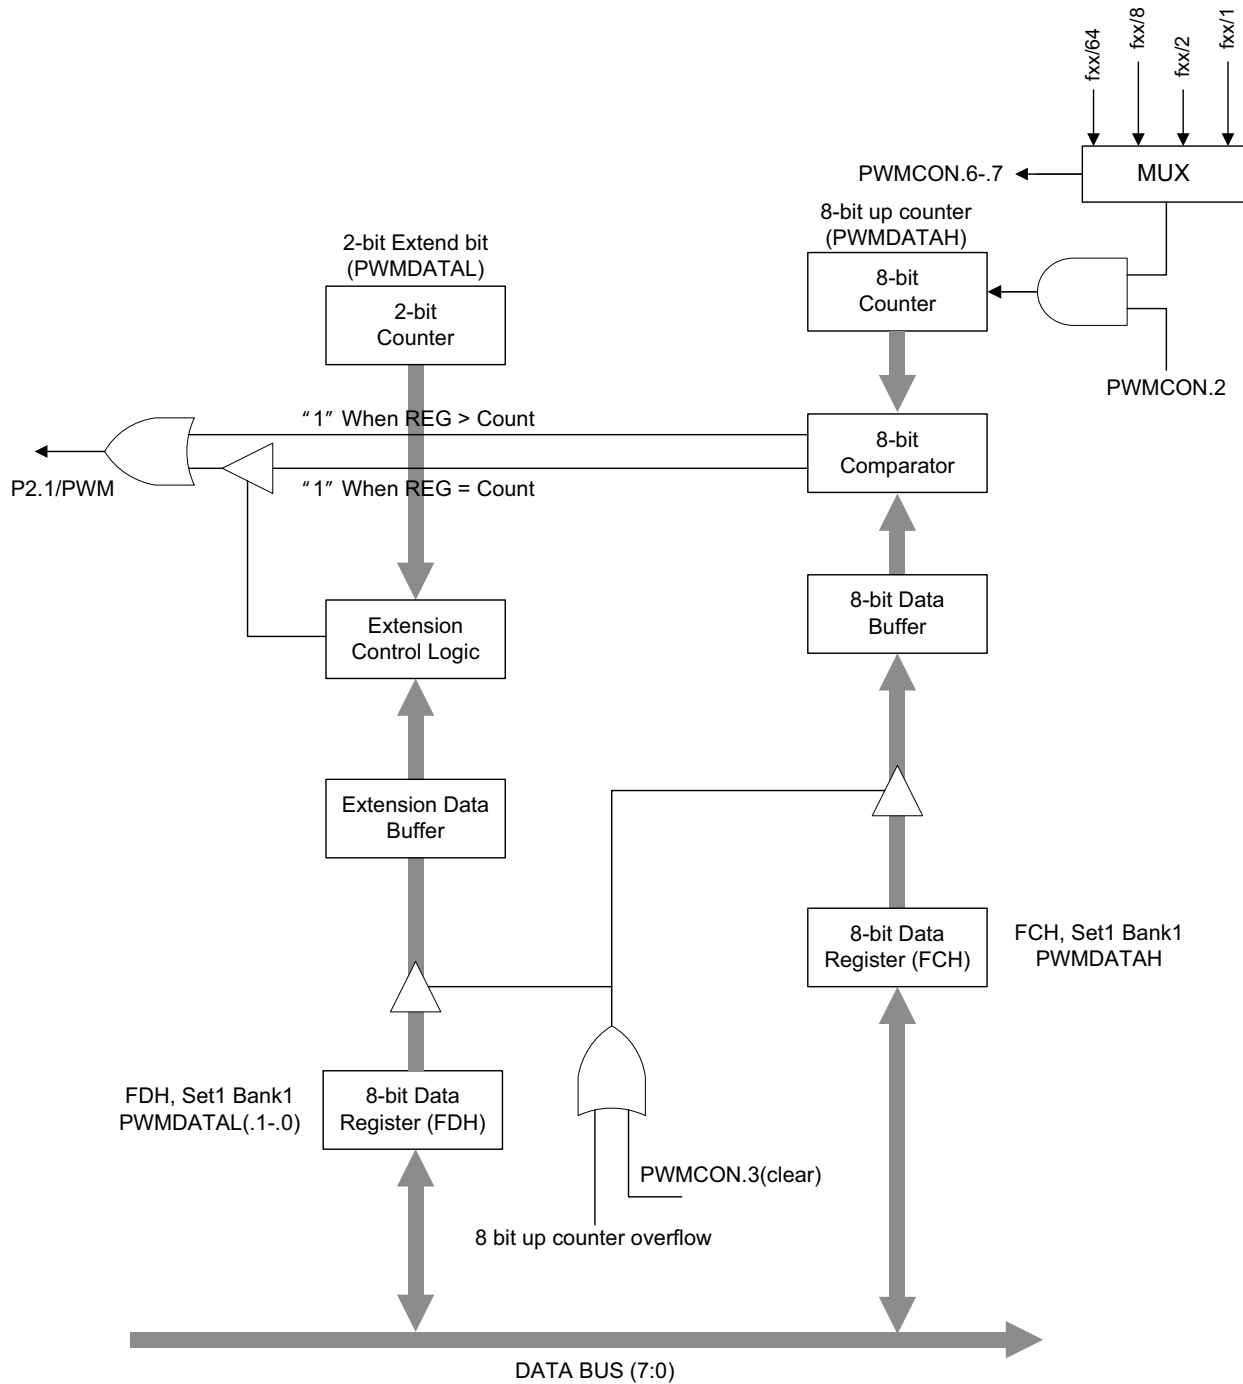 fxx/64
fxx/8
fxx/2
fxx/1
MUX
PWMCON.6-.7
8-bit up counter
(PWMDATAH)
8-bit
Counter
PWMCON.2
2-bit Extend bit
(PWMDATAL)
2-bit
Counter
“1” When REG > Count
8-bit
Comparator
P2.1/PWM
“1” When REG = Count
8-bit Data
Buffer
Extension
Control Logic
Extension Data
Buffer
8-bit Data
Register (FCH)
FCH, Set1 Bank1
PWMDATAH
FDH, Set1 Bank1
PWMDATAL(.1-.0)
8-bit Data
Register (FDH)
PWMCON.3(clear)
8 bit up counter overflow
DATA BUS (7:0)